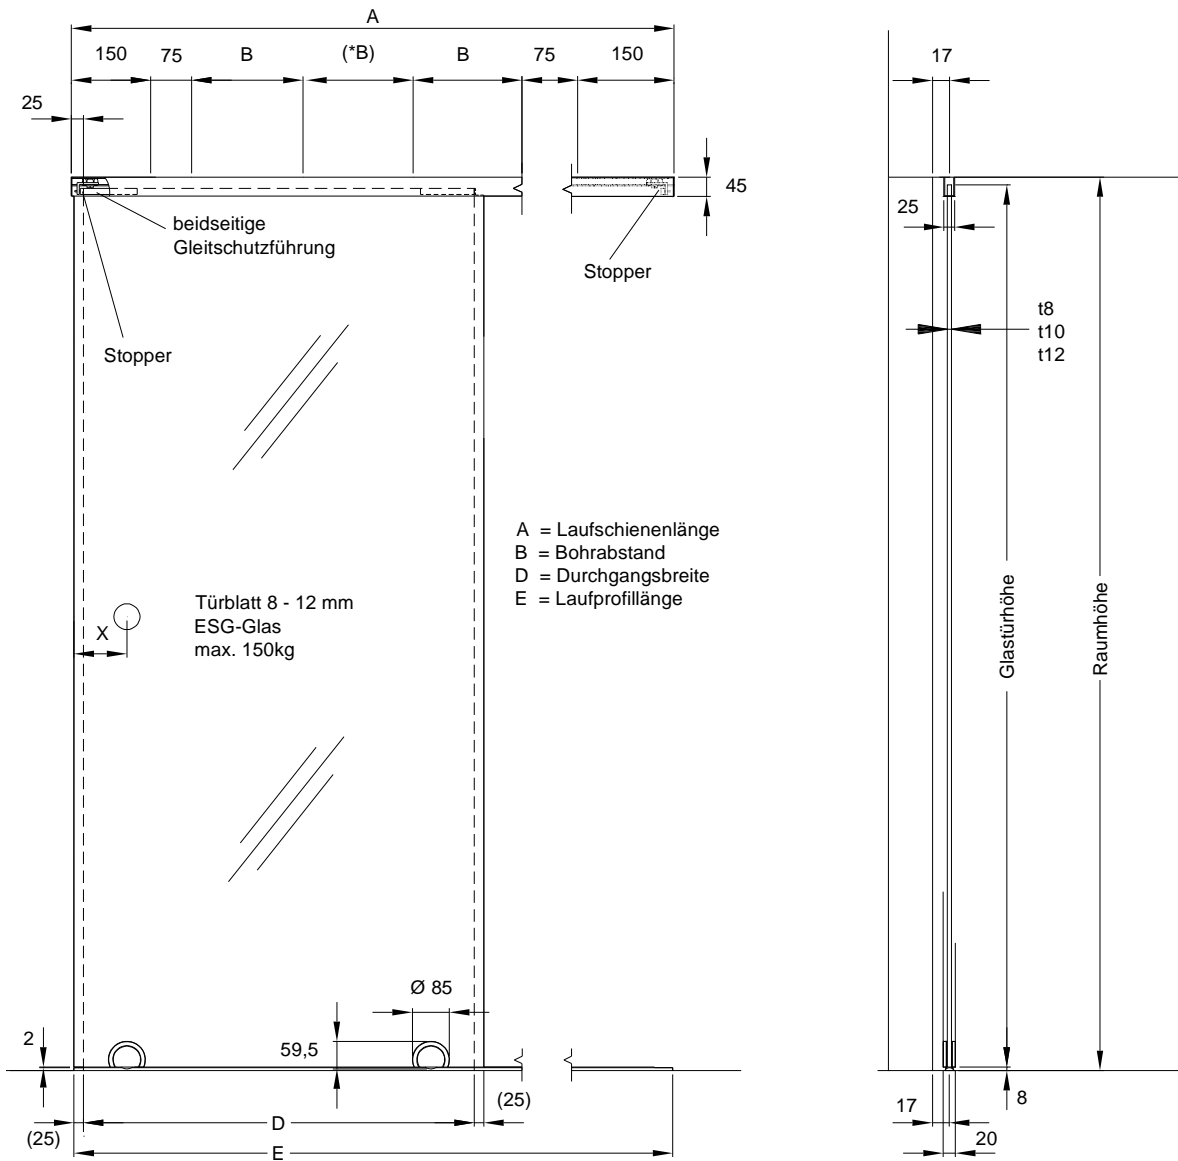 A
150 75 B (*B) B 75 150
17
25
45
25
beidseitige
Gleitschutzführung
Stopper
Stopper
t8
t10
t12
A = Laufschienenlänge
B = Bohrabstand
D = Durchgangsbreite
E = Laufprofillänge
Türblatt 8 - 12 mm
ESG-Glas
max. 150kg
X
Glastürhöhe
Raumhöhe
Ø 85
2
59,5
8
17
(25)
D
(25)
20
E